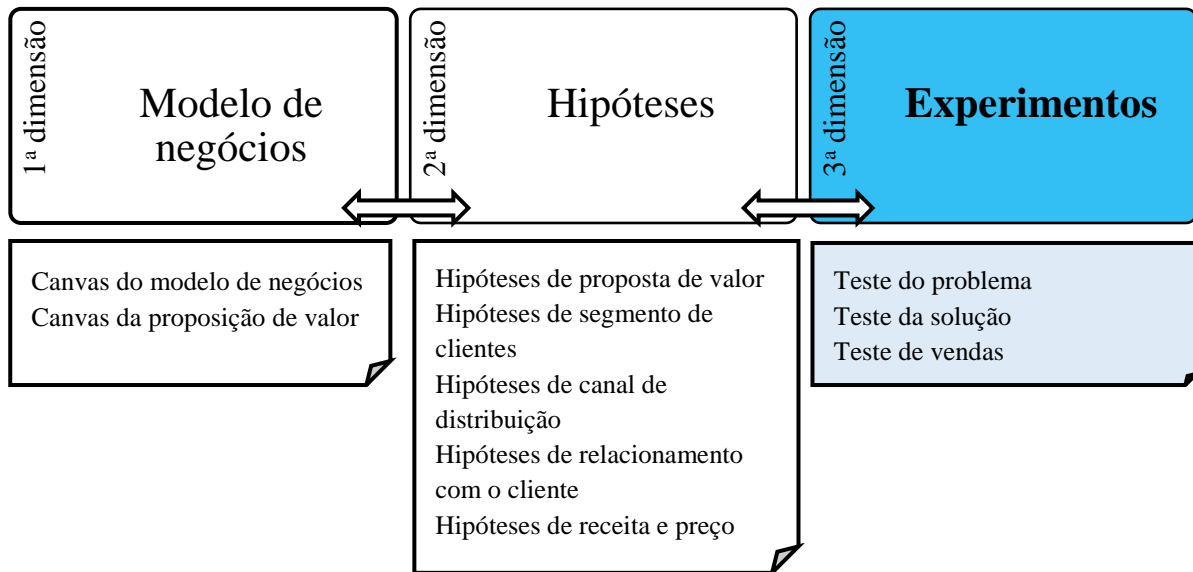 1ª dimensão
Modelo de
negócios
2ª dimensão
Hipóteses
3ª dimensão
Experimentos
Canvas do modelo de negócios
Canvas da proposição de valor
Hipóteses de proposta de valor
Hipóteses de segmento de
clientes
Hipóteses de canal de
distribuição
Hipóteses de relacionamento
com o cliente
Hipóteses de receita e preço
Teste do problema
Teste da solução
Teste de vendas